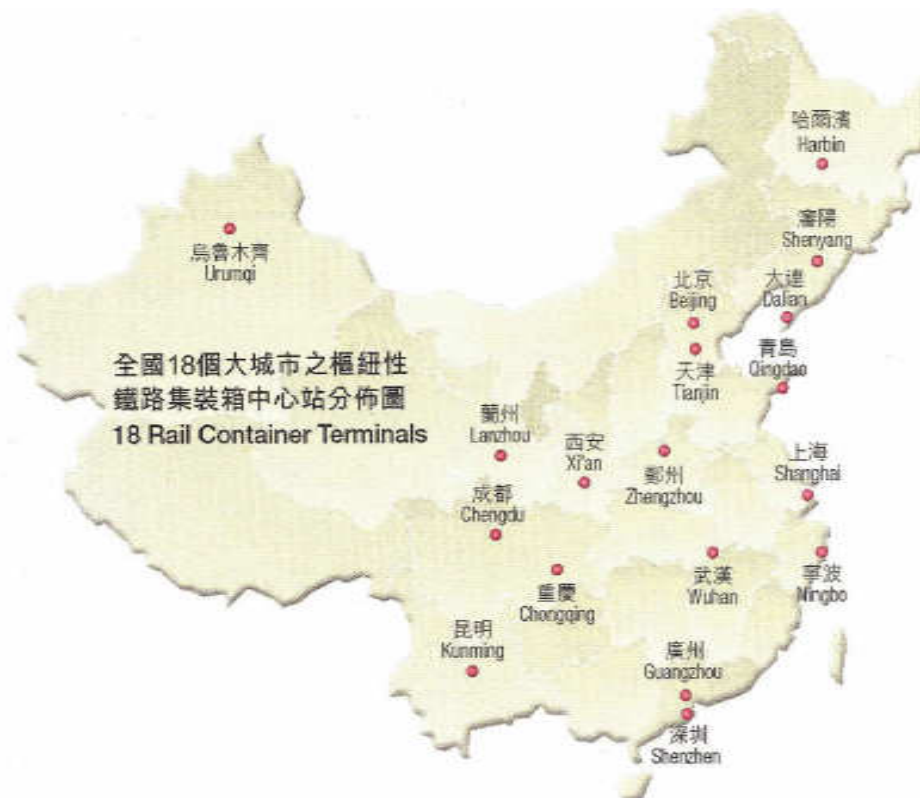 哈爾濱
Harbin
瀋陽
Shenyang
烏魯木齊
Urumqi
北京
Beijing
大連
Dalian
青島
Qingdao
天津
Tianjin
全國18個大城市之樞紐性
鐵路集裝箱中心站分佈圖
18 Rail Container Terminals
蘭州
Lanzhou
西安
Xi'an
鄭州
Zhengzhou
上海
Shanghai
成都
Chengdu
武漢
Wuhan
寧波
Ningbo
重慶
Chongqing
昆明
Kunming
廣州
Guangzhou
深圳
Shenzhen